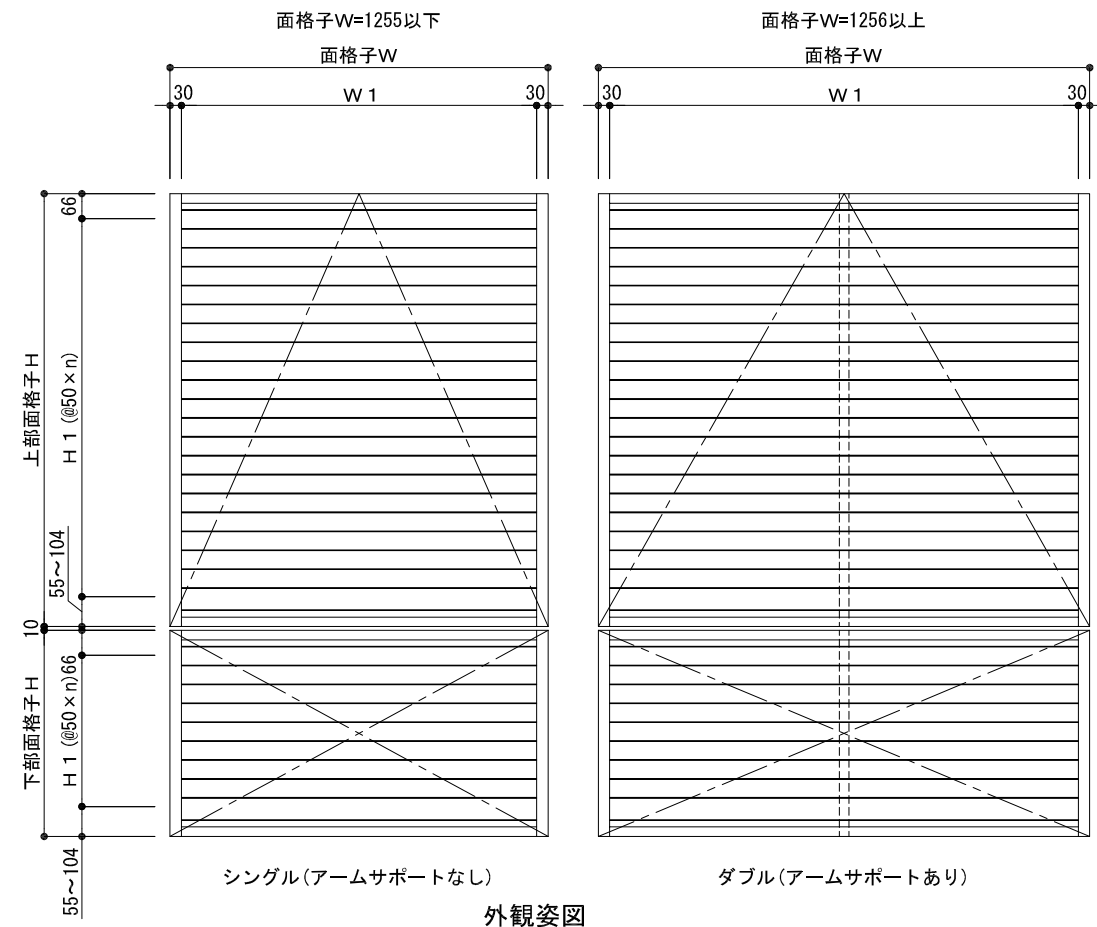 面格子W=1255以下
面格子W=1256以上
面格子W
面格子W
30
W1
30
30
W1
30
66
上部面格子H
H1(@50×n)
55~104
10
66
下部面格子H
H1(@50×n)
55~104
シングル(アームサポートなし)
ダブル(アームサポートあり)
外観姿図